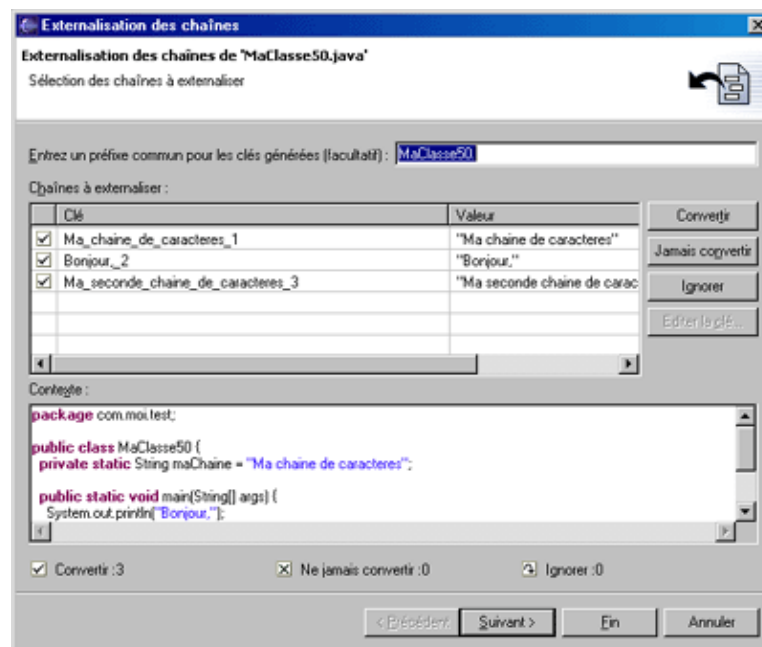 Externalisation des chaînes
Externalisation des chaînes de 'MaClasse50.java'
Sélection des chaînes à externaliser
Entrez un préfixe commun pour les clés générées (facultatif) : MaClasse50.
Chaînes à externaliser :
Clé Valeur
Ma_chaine_de_caracteres_1 "Ma chaine de caracteres"
Bonjour,_2 "Bonjour,"
Ma_seconde_chaine_de_caracteres_3 "Ma seconde chaine de carac
Convertir
Jamais convertir
Ignorer
Editer la clé...
Contexte :
package com.moi.test;
public class MaClasse50 {
private static String maChaine = "Ma chaine de caracteres";
public static void main(String[] args) {
System.out.println("Bonjour,");
Convertir :3 Ne jamais convertir :0 Ignorer :0
< Précédent Suivant > Fin Annuler